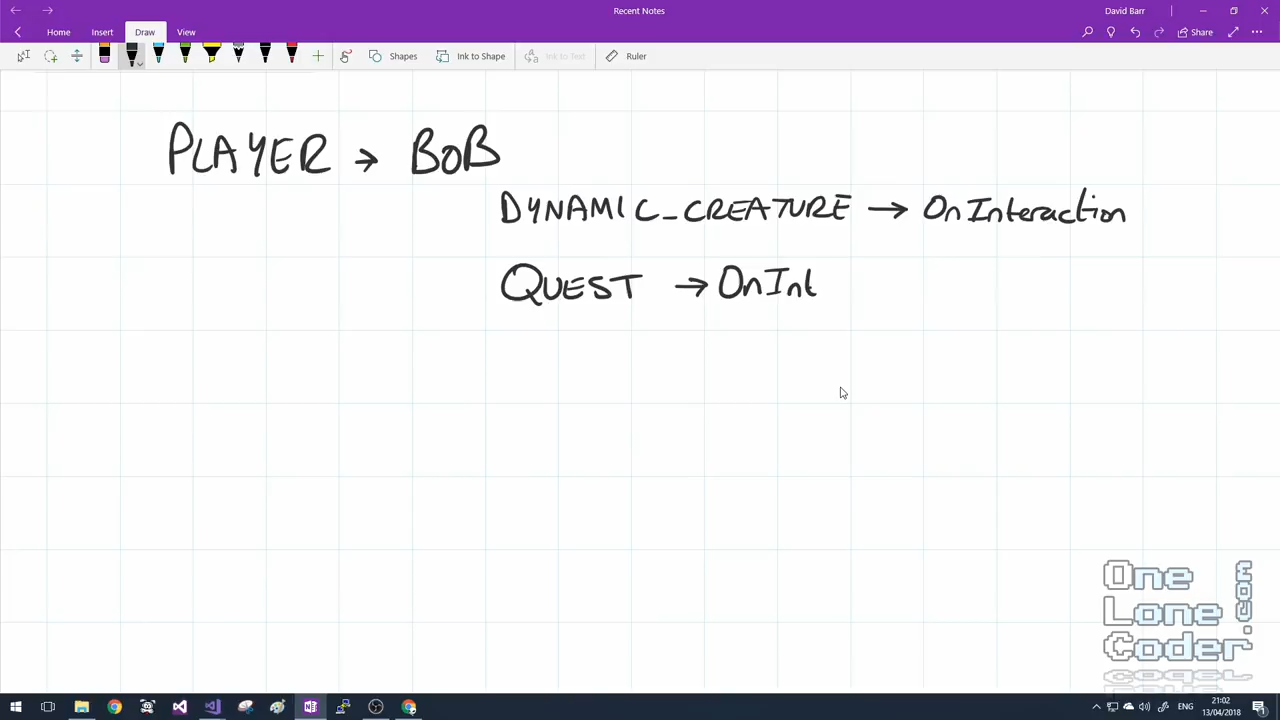 Recent Notes
David Barr
Home Insert Draw View
Share
Shapes Ink to Shape Ink to Text Ruler
PLAYER → BOB
DYNAMIC_CREATURE → OnInteraction
QUEST → OnInt
One
Lone
Coder
.com
21:02
13/04/2018